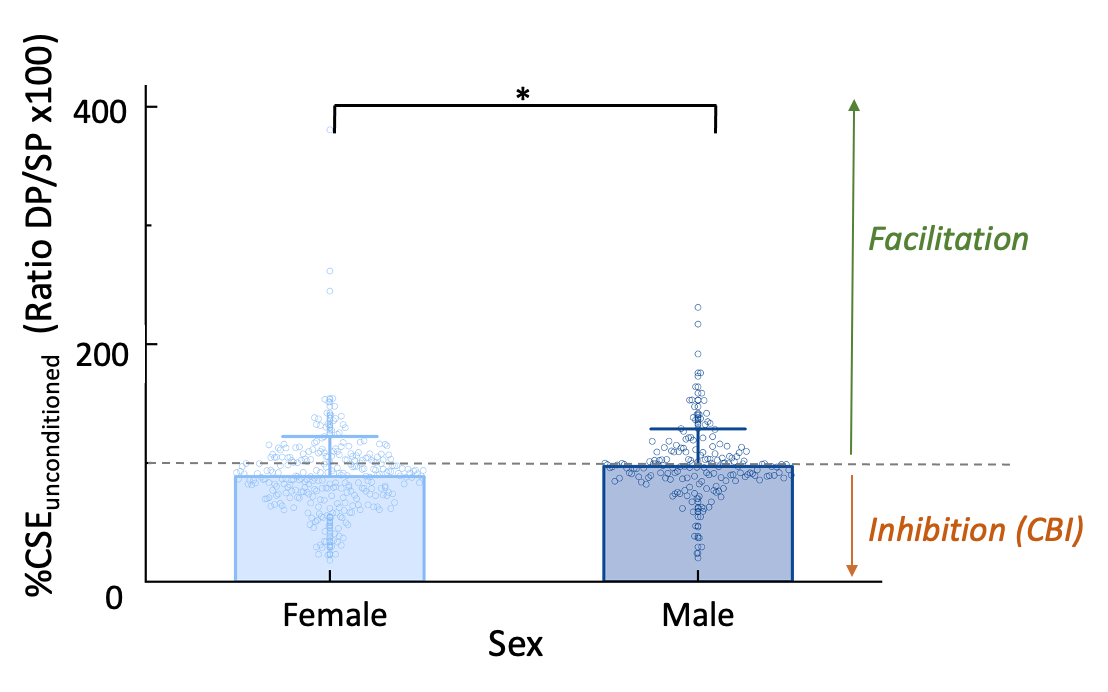 %CSEunconditioned (Ratio DP/SP x100)
400
200
0
*
Facilitation
Inhibition (CBI)
Female
Male
Sex